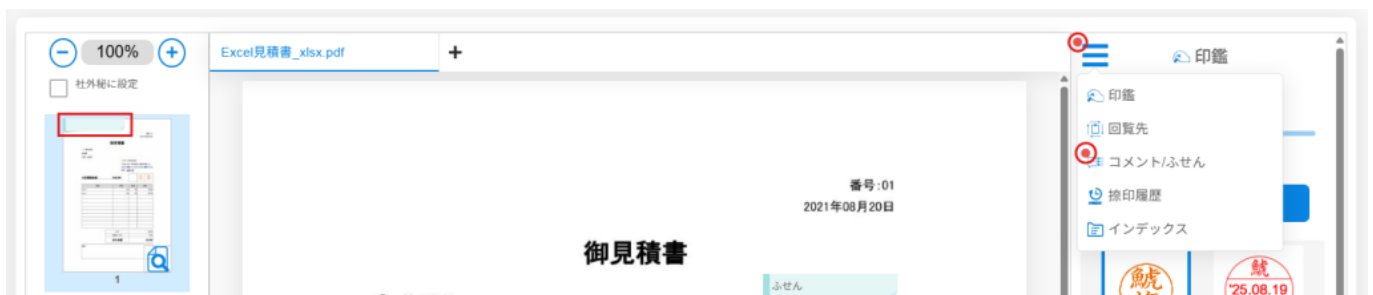 100%
社外秘に設定
1
Excel見積書_xlsx.pdf
+
番号:01
2021年08月20日
御見積書
ふせん
印鑑
印鑑
回覧先
コメント/ふせん
捺印履歴
インデックス
鯱
鯱
'25.08.19